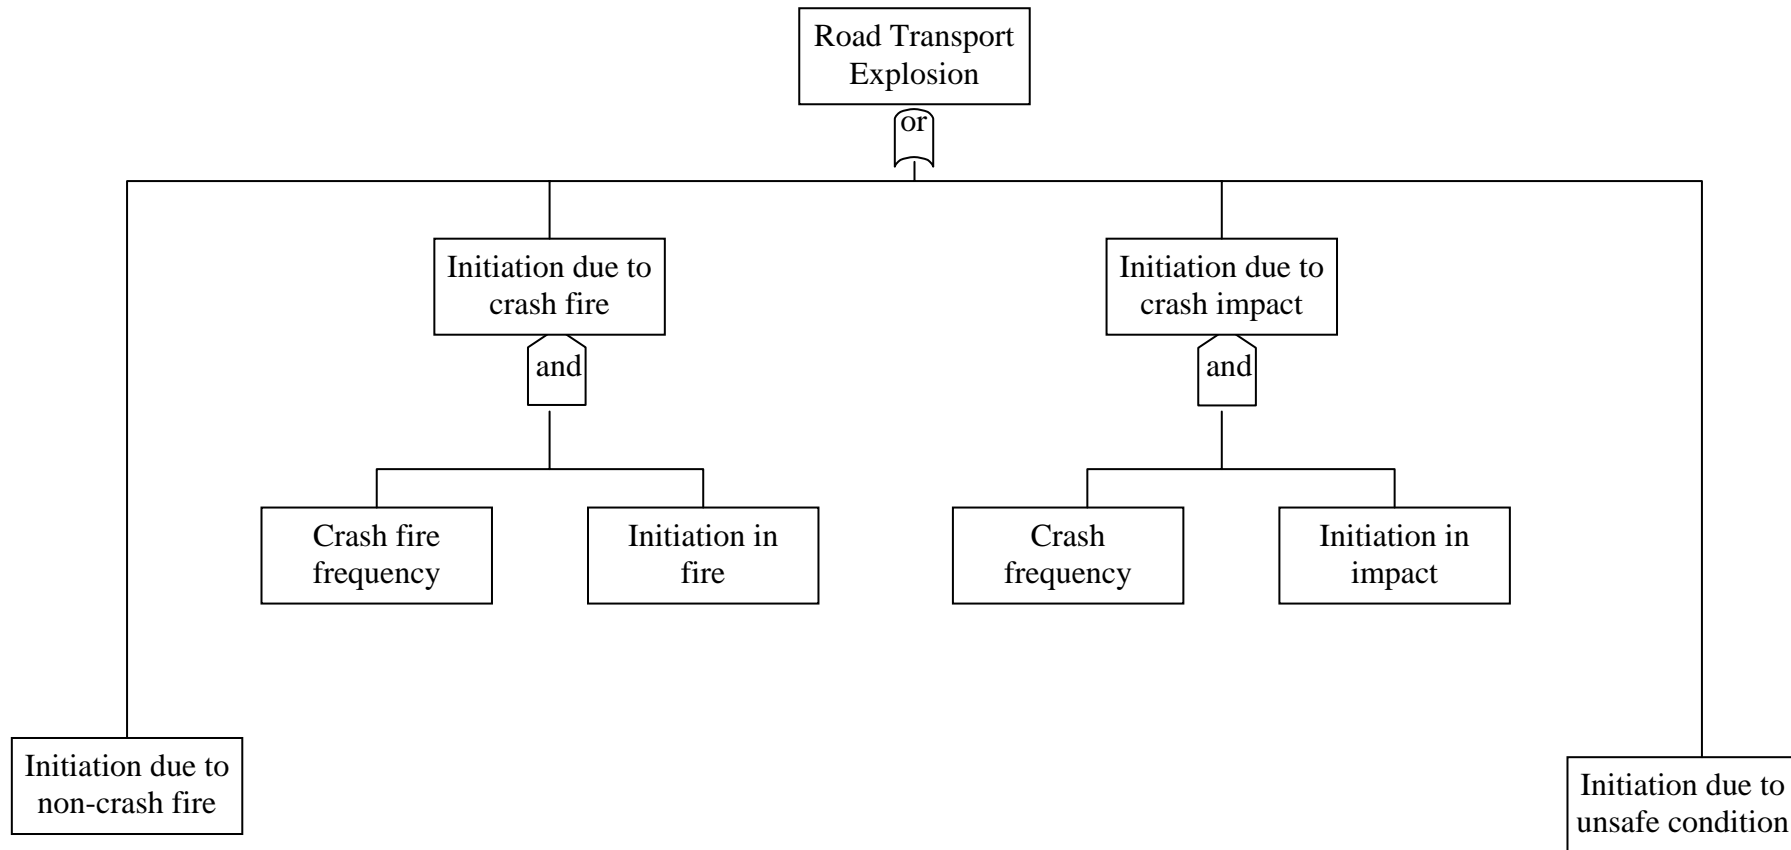 Road Transport
Explosion
or
Initiation due to
crash fire
Initiation due to
crash impact
and
and
Crash fire
frequency
Initiation in
fire
Crash
frequency
Initiation in
impact
Initiation due to
non-crash fire
Initiation due to
unsafe condition